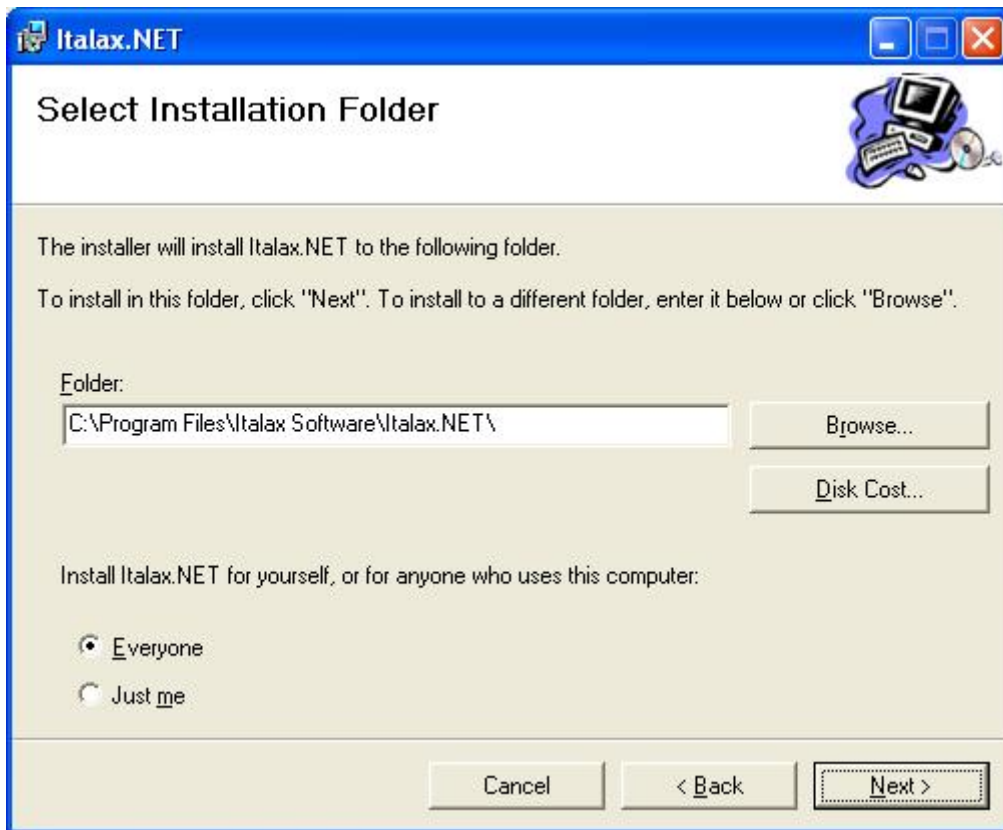 Italax.NET
Select Installation Folder
The installer will install Italax.NET to the following folder.
To install in this folder, click "Next". To install to a different folder, enter it below or click "Browse".
Folder:
C:\Program Files\Italax Software\Italax.NET\
Browse...
Disk Cost...
Install Italax.NET for yourself, or for anyone who uses this computer:
Everyone
Just me
Cancel
< Back
Next >